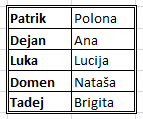 Patrik Polona
Dejan Ana
Luka Lucija
Domen Nataša
Tadej Brigita